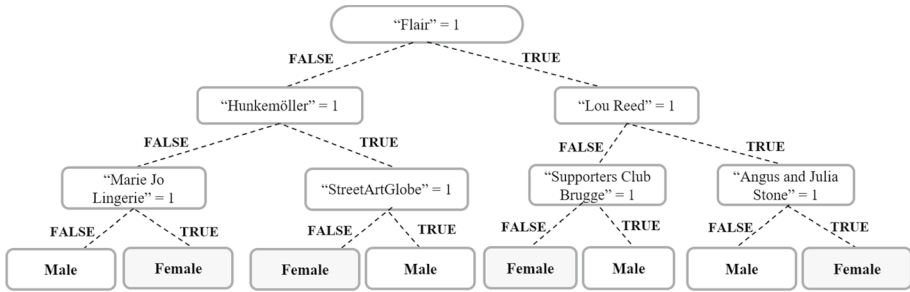 “Flair” = 1
FALSE
TRUE
“Hunkemöller” = 1
“Lou Reed” = 1
FALSE
TRUE
FALSE
TRUE
“Marie Jo
Lingerie” = 1
“StreetArtGlobe” = 1
“Supporters Club
Brugge” = 1
“Angus and Julia
Stone” = 1
FALSE
TRUE
FALSE
TRUE
FALSE
TRUE
FALSE
TRUE
Male
Female
Female
Male
Female
Male
Male
Female